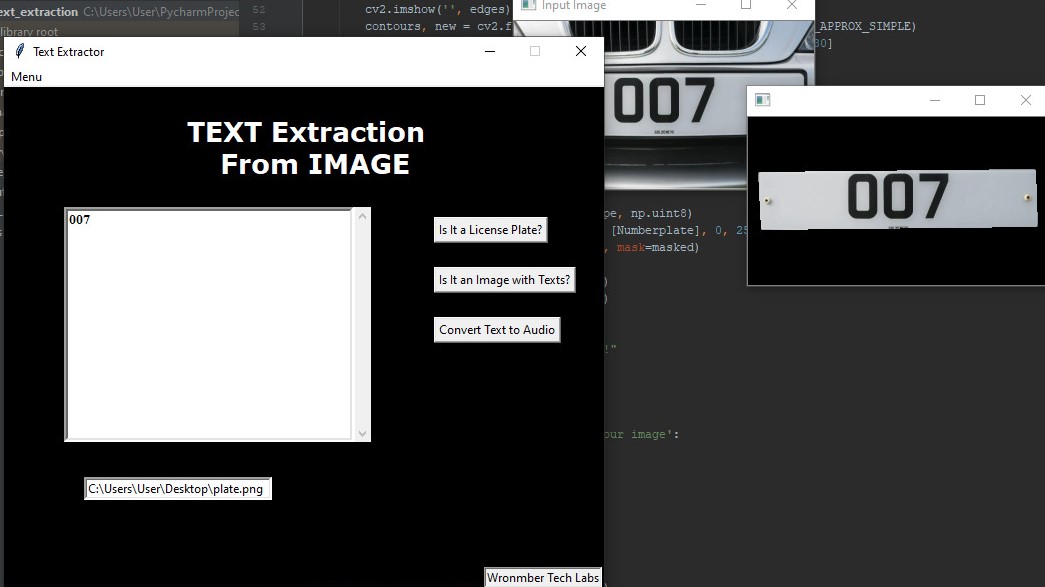 ext_extraction C:\Users\User\PycharmProjec
library root
52
53
cv2.imshow('', edges)
contours, new = cv2.f
_APPROX_SIMPLE)
30]
Input Image
007
Text Extractor
Menu
TEXT Extraction
From IMAGE
007
Is It a License Plate?
Is It an Image with Texts?
Convert Text to Audio
C:\Users\User\Desktop\plate.png
Wronmber Tech Labs
007
pe, np.uint8)
[Numberplate], 0, 25
, mask=masked)
)
)
!"
our image':
)